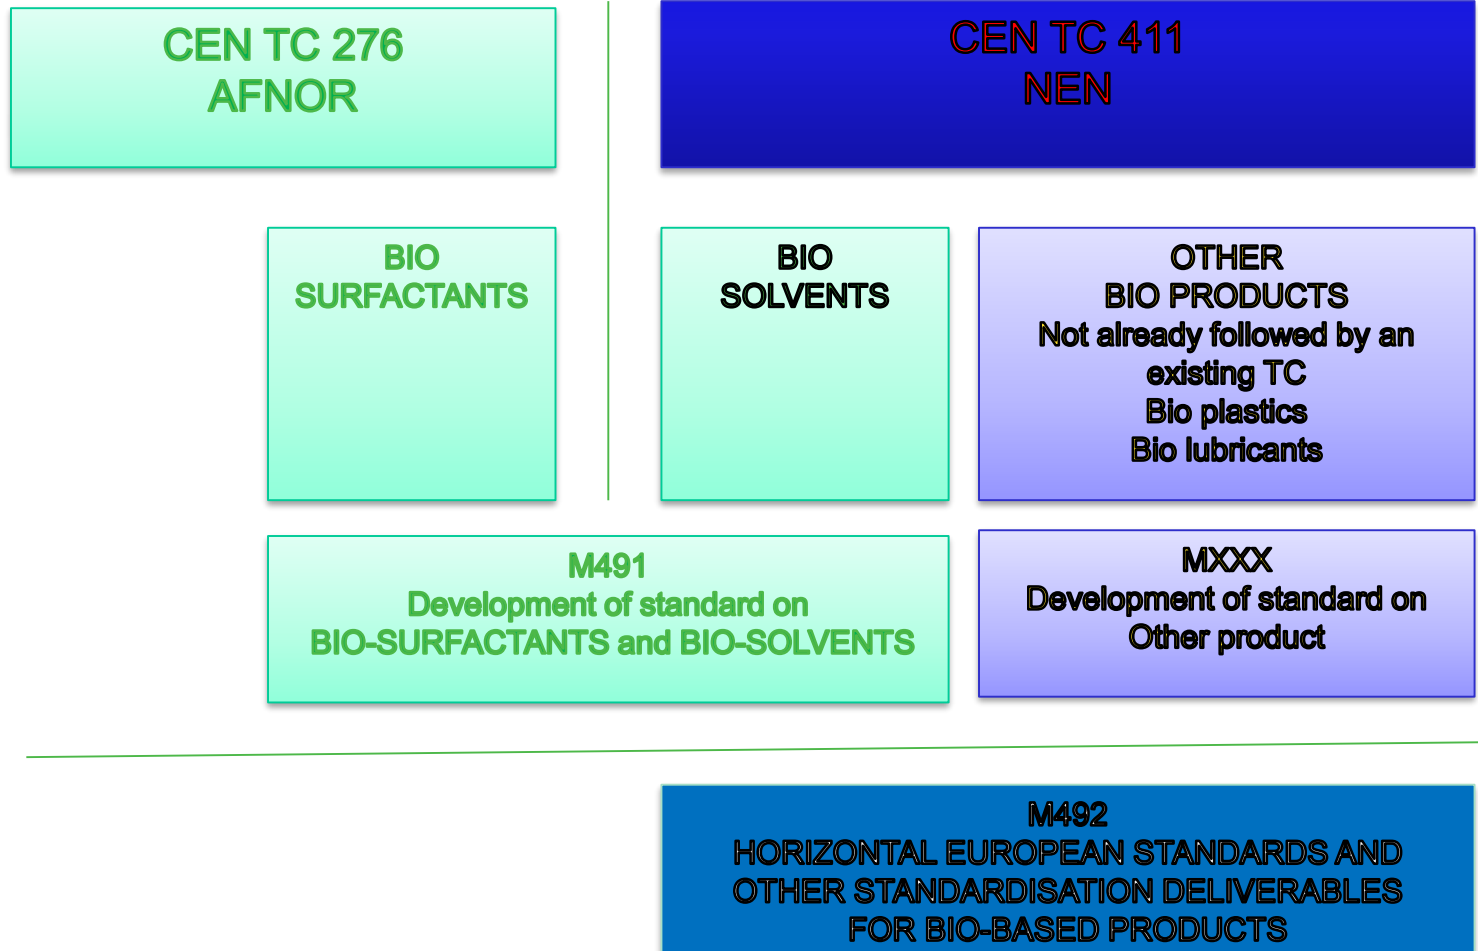 CEN TC 276
AFNOR
CEN TC 411
NEN
BIO
SURFACTANTS
BIO
SOLVENTS
OTHER
BIO PRODUCTS
Not already followed by an
existing TC
Bio plastics
Bio lubricants
M491
Development of standard on
BIO-SURFACTANTS and BIO-SOLVENTS
MXXX
Development of standard on
Other product
M492
HORIZONTAL EUROPEAN STANDARDS AND
OTHER STANDARDISATION DELIVERABLES
FOR BIO-BASED PRODUCTS